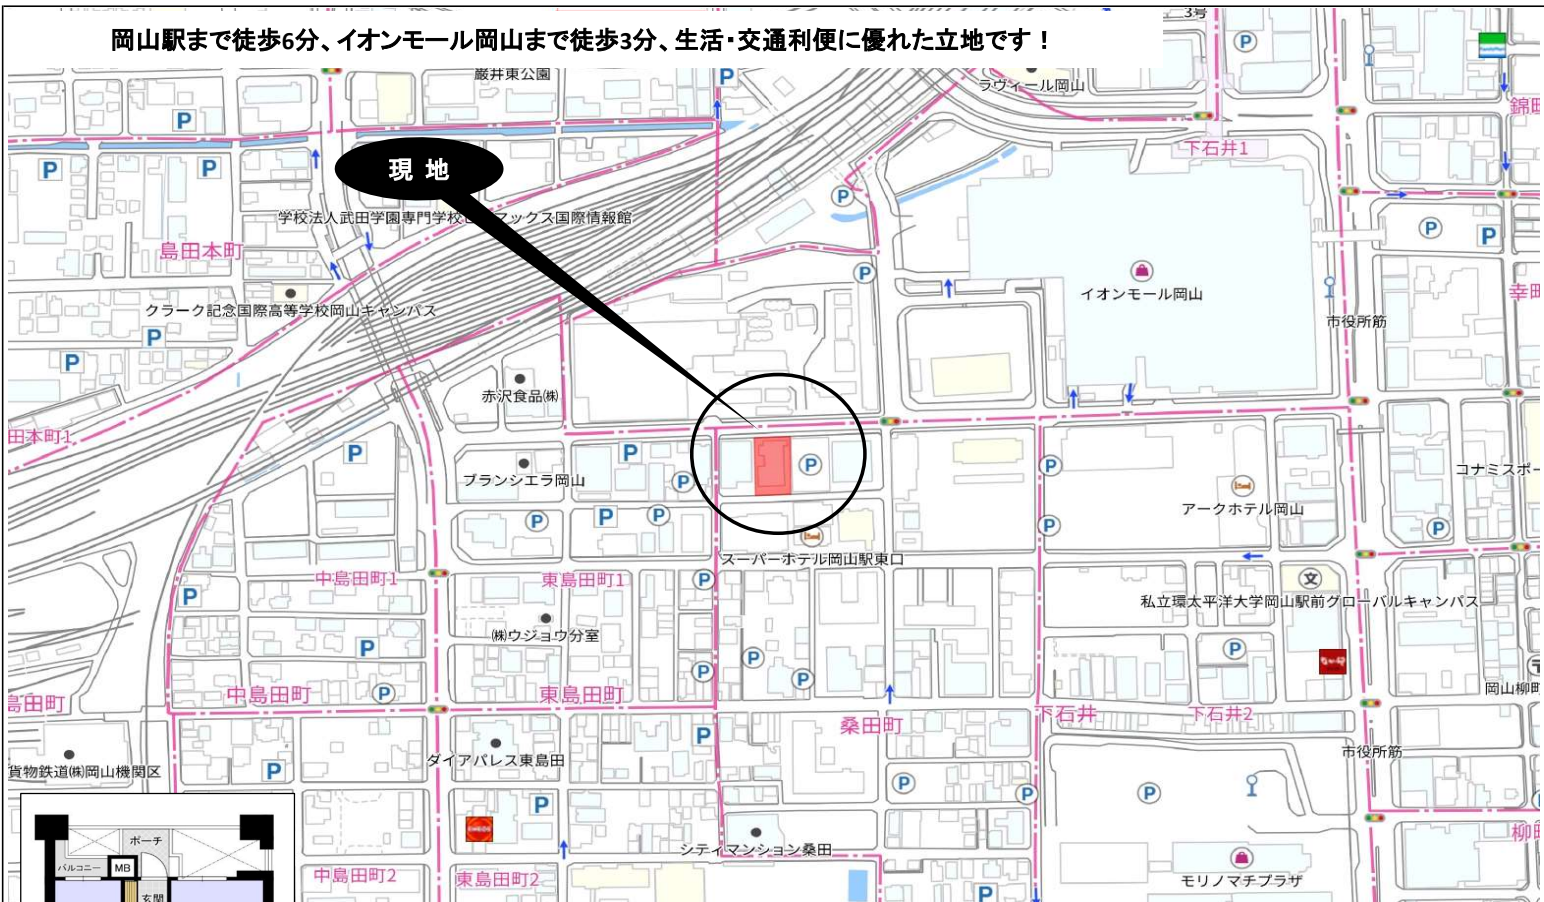 岡山駅まで徒歩6分、イオンモール岡山まで徒歩3分、生活・交通利便に優れた立地です！
3号
巌井東公園
ラヴィール岡山
P
P
P
下石井1
錦町
現 地
P
P
P
学校法人武田学園専門学校ビーマックス国際情報館
島田本町
P
P
P
イオンモール岡山
幸町
クラーク記念国際高等学校岡山キャンパス
市役所筋
P
P
赤沢食品㈱
田本町1
P
P
P
P
P
ブランシエラ岡山
コナミスポー
アークホテル岡山
P
P
P
P
P
スーパーホテル岡山駅東口
中島田町1
東島田町1
P
P
文
私立環太平洋大学岡山駅前グローバルキャンパス
㈱ウジョウ分室
P
P
P
P
P
P
島田町
中島田町
東島田町
岡山柳町
桑田町
下石井
下石井2
P
市役所筋
ダイアパレス東島田
貨物鉄道㈱岡山機関区
P
P
P
P
P
シティマンション桑田
柳町
ポーチ
バルコニー
MB
玄関
中島田町2
東島田町2
モリノマチプラザ
P